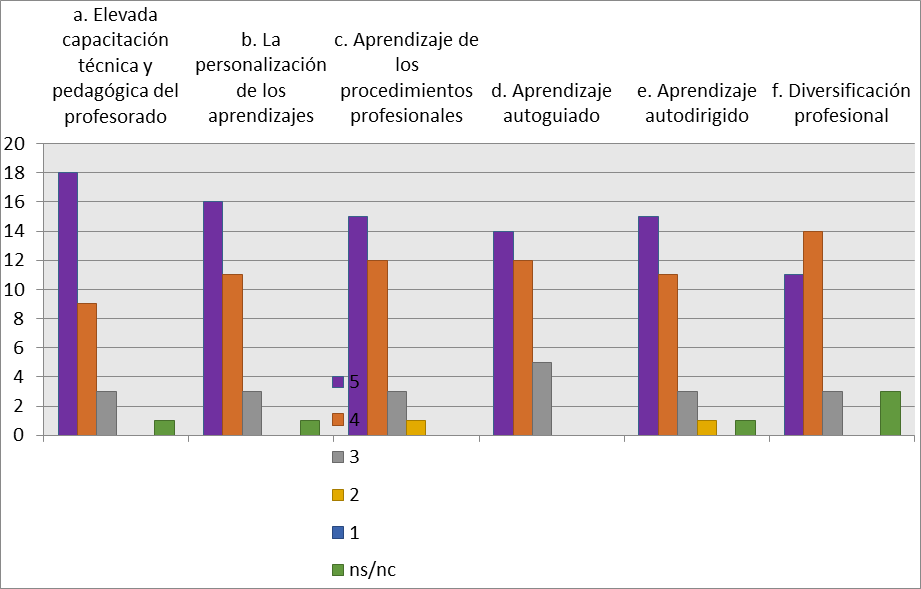 a. Elevada
capacitación
técnica y
pedagógica del
profesorado
b. La
personalización
de los
aprendizajes
c. Aprendizaje de
los
procedimientos
profesionales
d. Aprendizaje
autoguiado
e. Aprendizaje
autodirigido
f. Diversificación
profesional
20
18
16
14
12
10
8
6
4
2
0
5
4
3
2
1
ns/nc